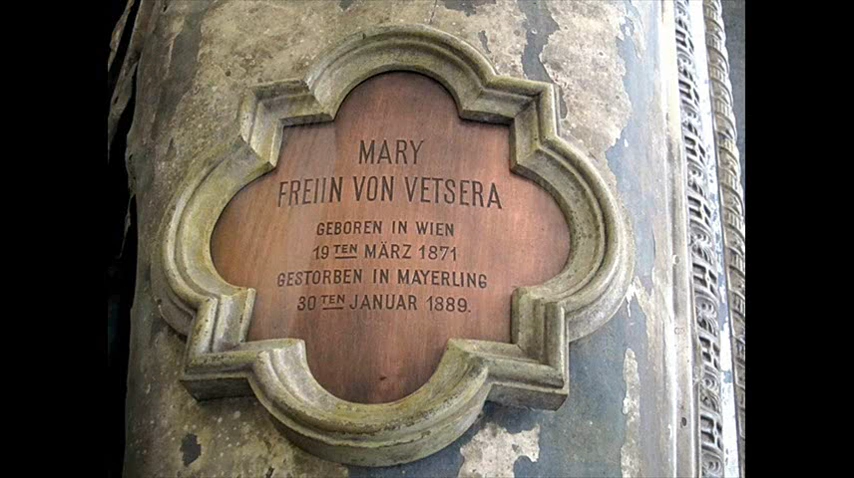 MARY
FREIIN VON VETSERA
GEBOREN IN WIEN
19TEN MÄRZ 1871
GESTORBEN IN MAYERLING
30TEN JANUAR 1889.